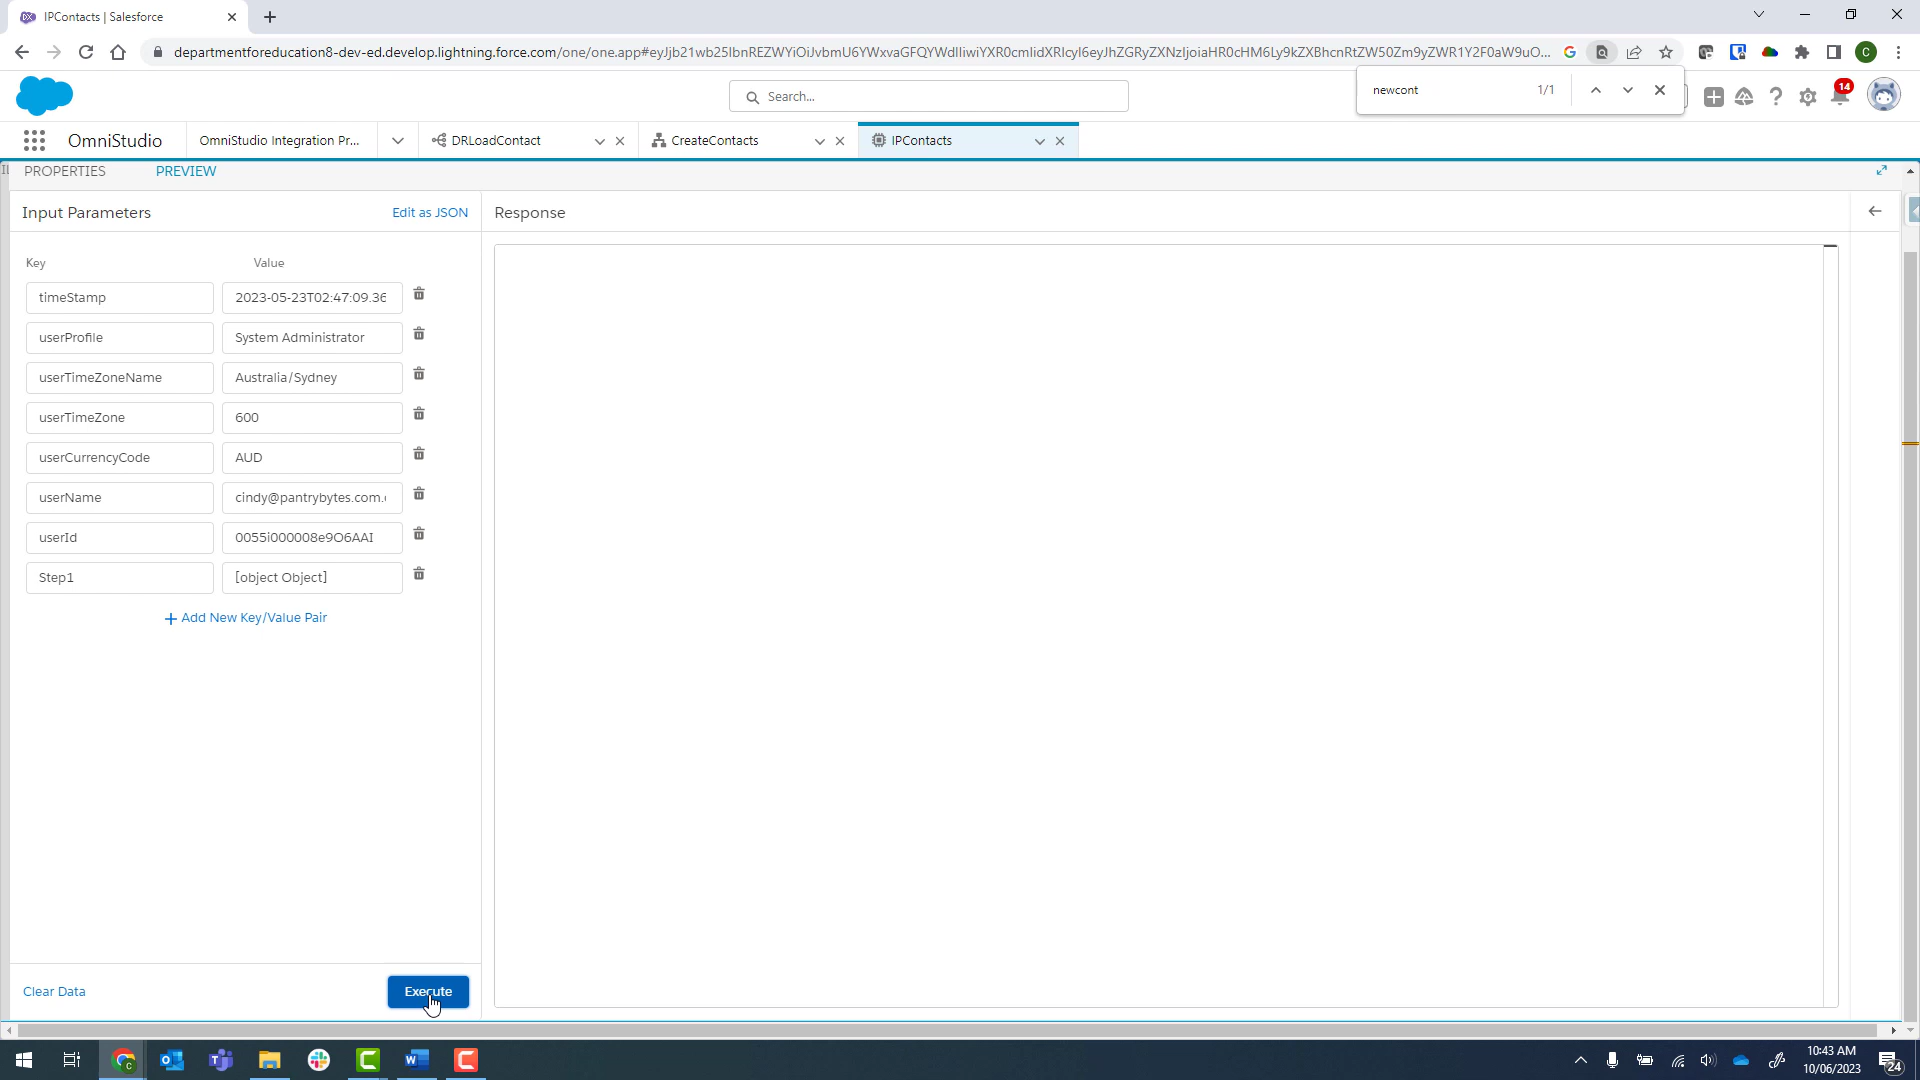 IPContacts | Salesforce
departmentforeducation8-dev-ed.develop.lightning.force.com/one/one.app#eyJjb21wb25lbnREZWYiOiJvbmU6YWxvaGFQYWdlIiwiYXR0cmlidXRlcyI6eyJhZGRyZXNzIjoiaHR0cHM6Ly9kZXBhcnRtZW50Zm9yZWR1Y2F0aW9uO...
newcont 1/1
Search...
14
OmniStudio
OmniStudio Integration Pr...
DRLoadContact
CreateContacts
IPContacts
PROPERTIES PREVIEW
Input Parameters Edit as JSON Response
Key Value
timeStamp 2023-05-23T02:47:09.36
userProfile System Administrator
userTimeZoneName Australia/Sydney
userTimeZone 600
userCurrencyCode AUD
userName cindy@pantrybytes.com.
userId 0055i000008e9O6AAI
Step1 [object Object]
+ Add New Key/Value Pair
Clear Data Execute
10:43 AM
10/06/2023
24